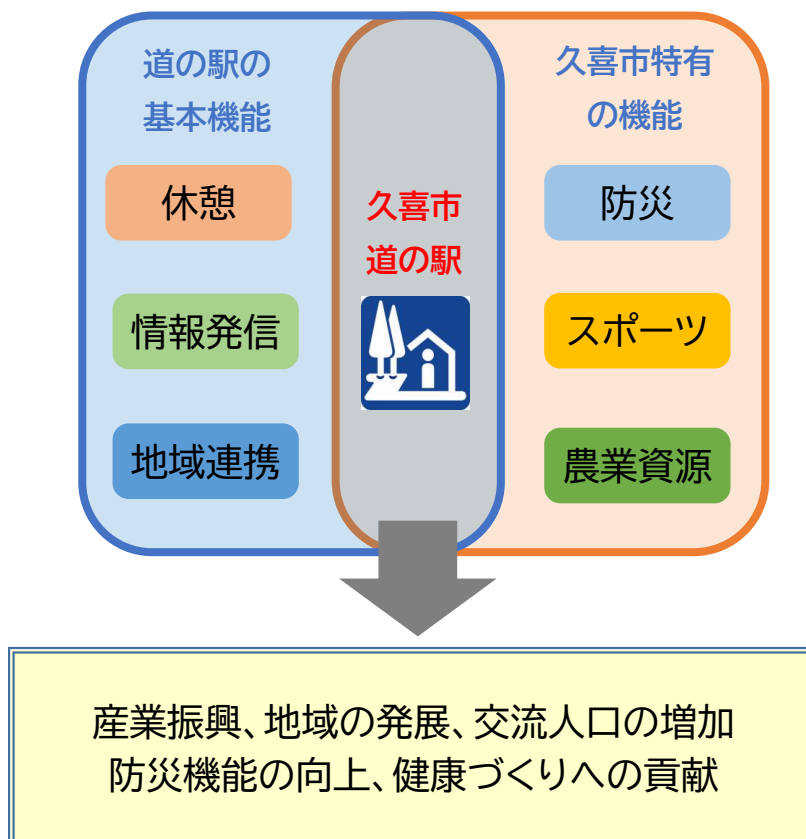 道の駅の
基本機能
休憩
情報発信
地域連携
久喜市
道の駅
久喜市特有
の機能
防災
スポーツ
農業資源
産業振興、地域の発展、交流人口の増加
防災機能の向上、健康づくりへの貢献